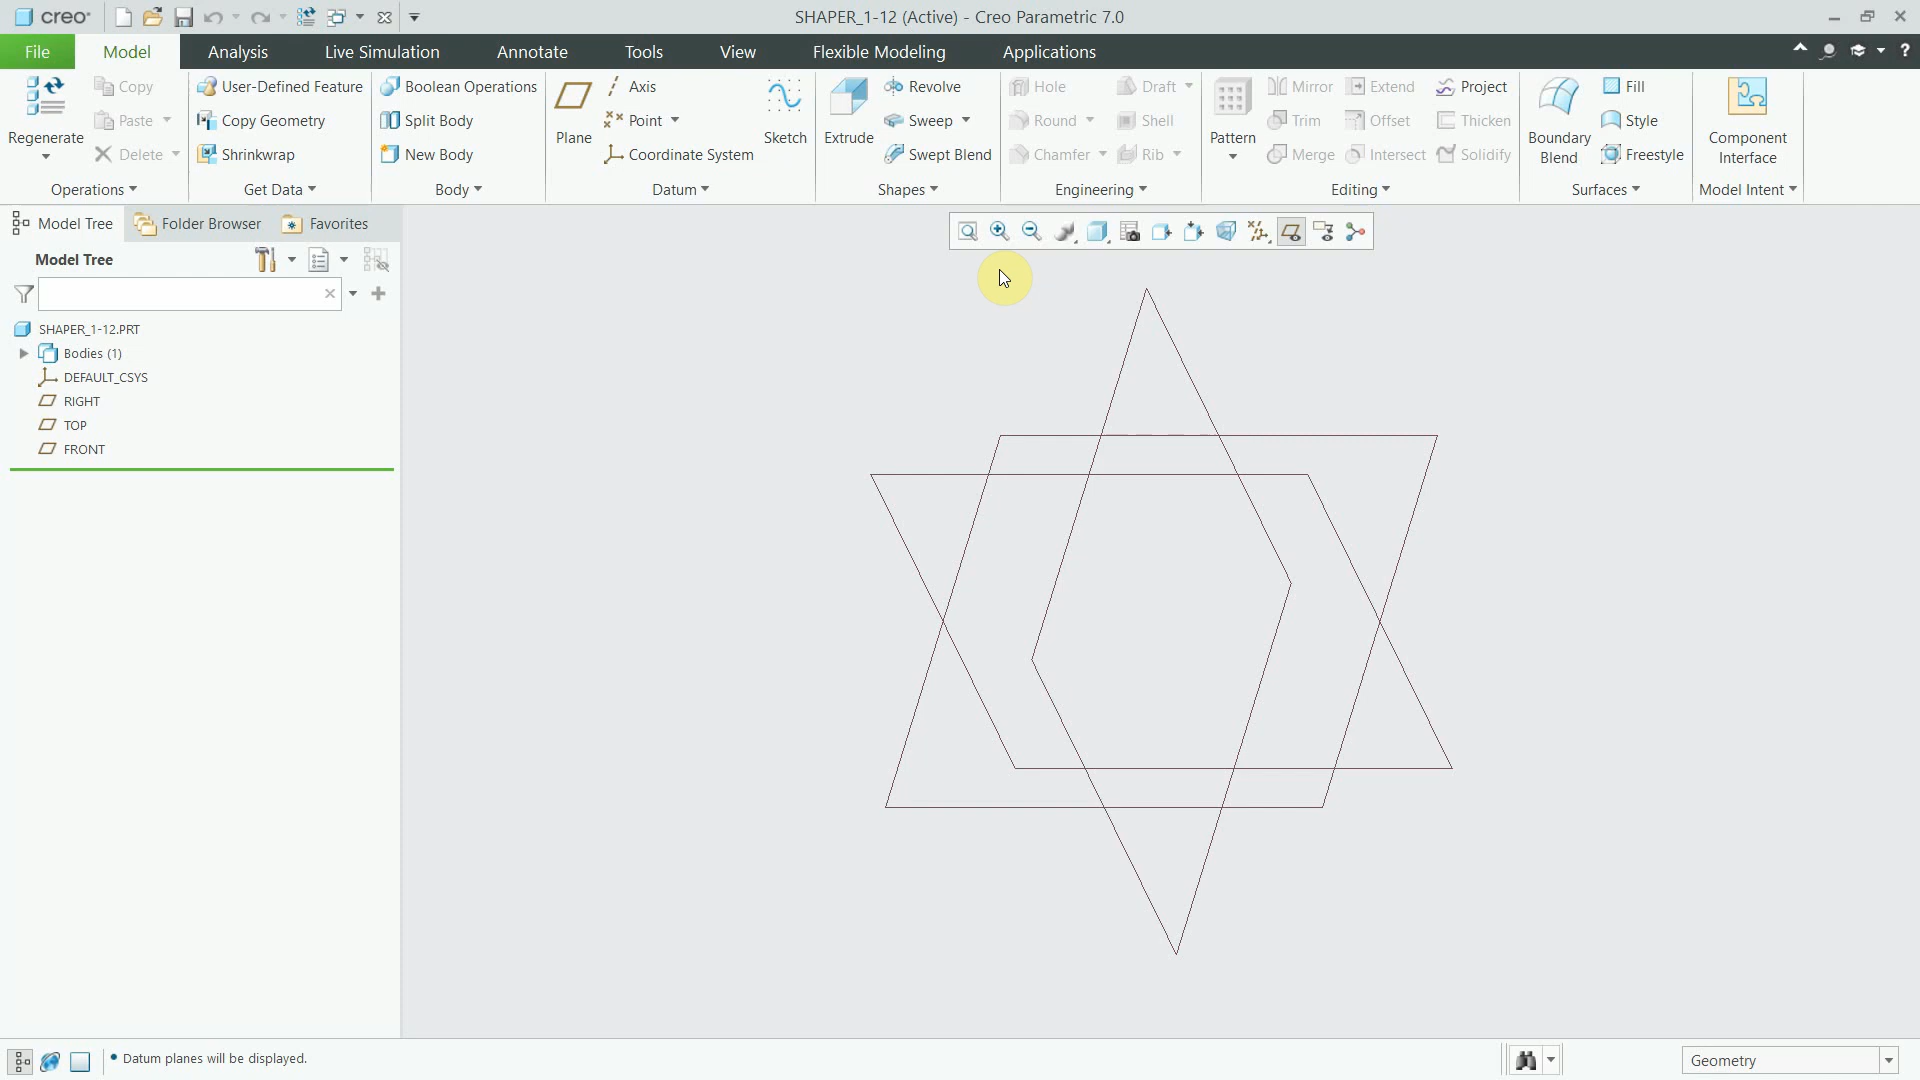 creo
SHAPER_1-12 (Active) - Creo Parametric 7.0
File Model Analysis Live Simulation Annotate Tools View Flexible Modeling Applications
Regenerate
Copy
Paste
Delete
Operations
User-Defined Feature
Copy Geometry
Shrinkwrap
Get Data
Boolean Operations
Split Body
New Body
Body
Plane
Axis
Point
Coordinate System
Sketch
Datum
Extrude
Revolve
Sweep
Swept Blend
Shapes
Hole
Round
Chamfer
Draft
Shell
Rib
Engineering
Pattern
Mirror
Trim
Merge
Extend
Offset
Intersect
Project
Thicken
Solidify
Editing
Boundary
Blend
Fill
Style
Freestyle
Surfaces
Component
Interface
Model Intent
Model Tree Folder Browser Favorites
Model Tree
SHAPER_1-12.PRT
Bodies (1)
DEFAULT_CSYS
RIGHT
TOP
FRONT
Datum planes will be displayed.
Geometry